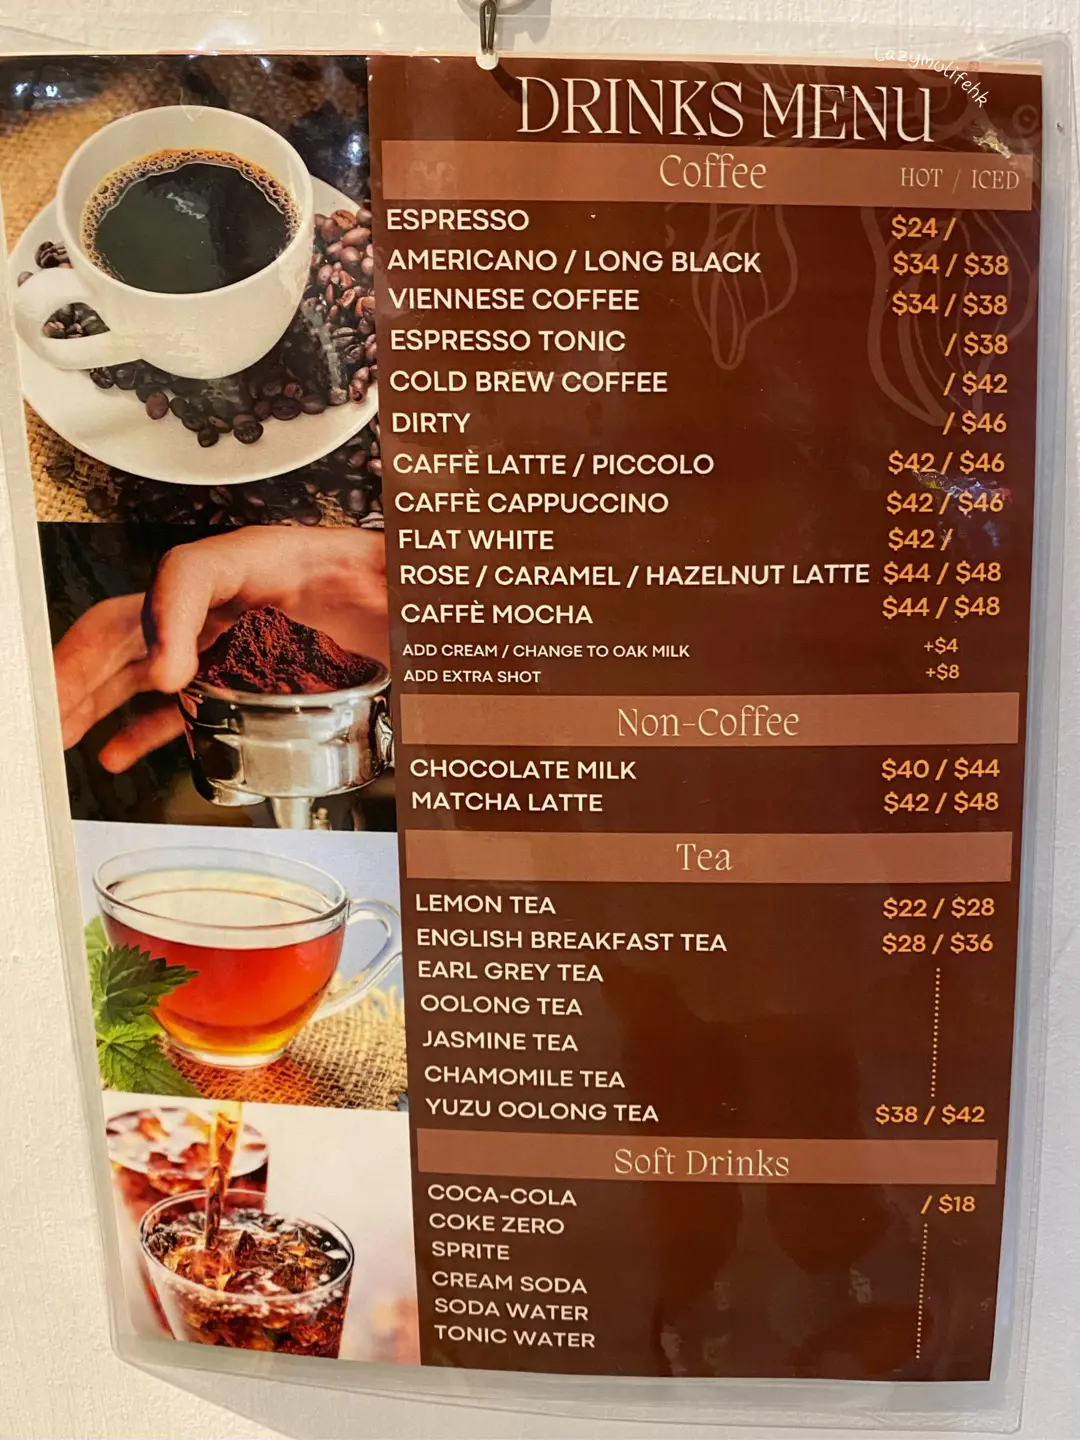 Lazymolifehk
DRINKS MENU
Coffee HOT / ICED
ESPRESSO $24 /
AMERICANO / LONG BLACK $34 / $38
VIENNESE COFFEE $34 / $38
ESPRESSO TONIC / $38
COLD BREW COFFEE / $42
DIRTY / $46
CAFFÈ LATTE / PICCOLO $42 / $46
CAFFÈ CAPPUCCINO $42 / $46
FLAT WHITE $42 /
ROSE / CARAMEL / HAZELNUT LATTE $44 / $48
CAFFÈ MOCHA $44 / $48
ADD CREAM / CHANGE TO OAK MILK +$4
ADD EXTRA SHOT +$8
Non-Coffee
CHOCOLATE MILK $40 / $44
MATCHA LATTE $42 / $48
Tea
LEMON TEA $22 / $28
ENGLISH BREAKFAST TEA $28 / $36
EARL GREY TEA
OOLONG TEA
JASMINE TEA
CHAMOMILE TEA
YUZU OOLONG TEA $38 / $42
Soft Drinks
COCA-COLA / $18
COKE ZERO
SPRITE
CREAM SODA
SODA WATER
TONIC WATER